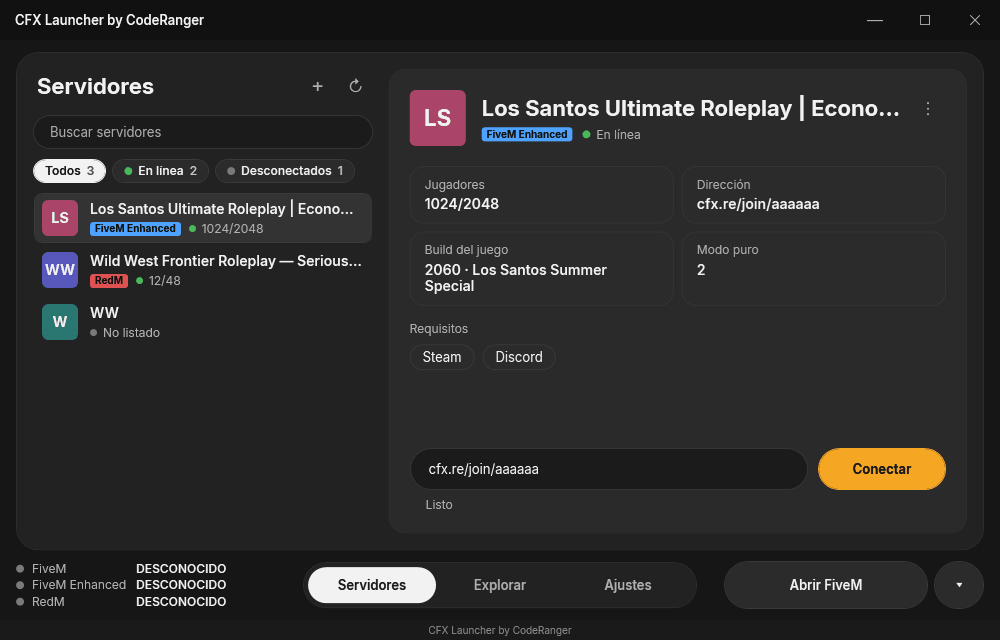 CFX Launcher by CodeRanger
Servidores
Buscar servidores
Todos 3
En línea 2
Desconectados 1
LS
Los Santos Ultimate Roleplay | Econo...
FiveM Enhanced
1024/2048
WW
Wild West Frontier Roleplay — Serious...
RedM
12/48
W
WW
No listado
LS
Los Santos Ultimate Roleplay | Econo...
FiveM Enhanced
En línea
Jugadores
1024/2048
Dirección
cfx.re/join/aaaaaa
Build del juego
2060 · Los Santos Summer
Special
Modo puro
2
Requisitos
Steam
Discord
cfx.re/join/aaaaaa
Conectar
Listo
FiveM DESCONOCIDO
FiveM Enhanced DESCONOCIDO
RedM DESCONOCIDO
Servidores
Explorar
Ajustes
Abrir FiveM
CFX Launcher by CodeRanger